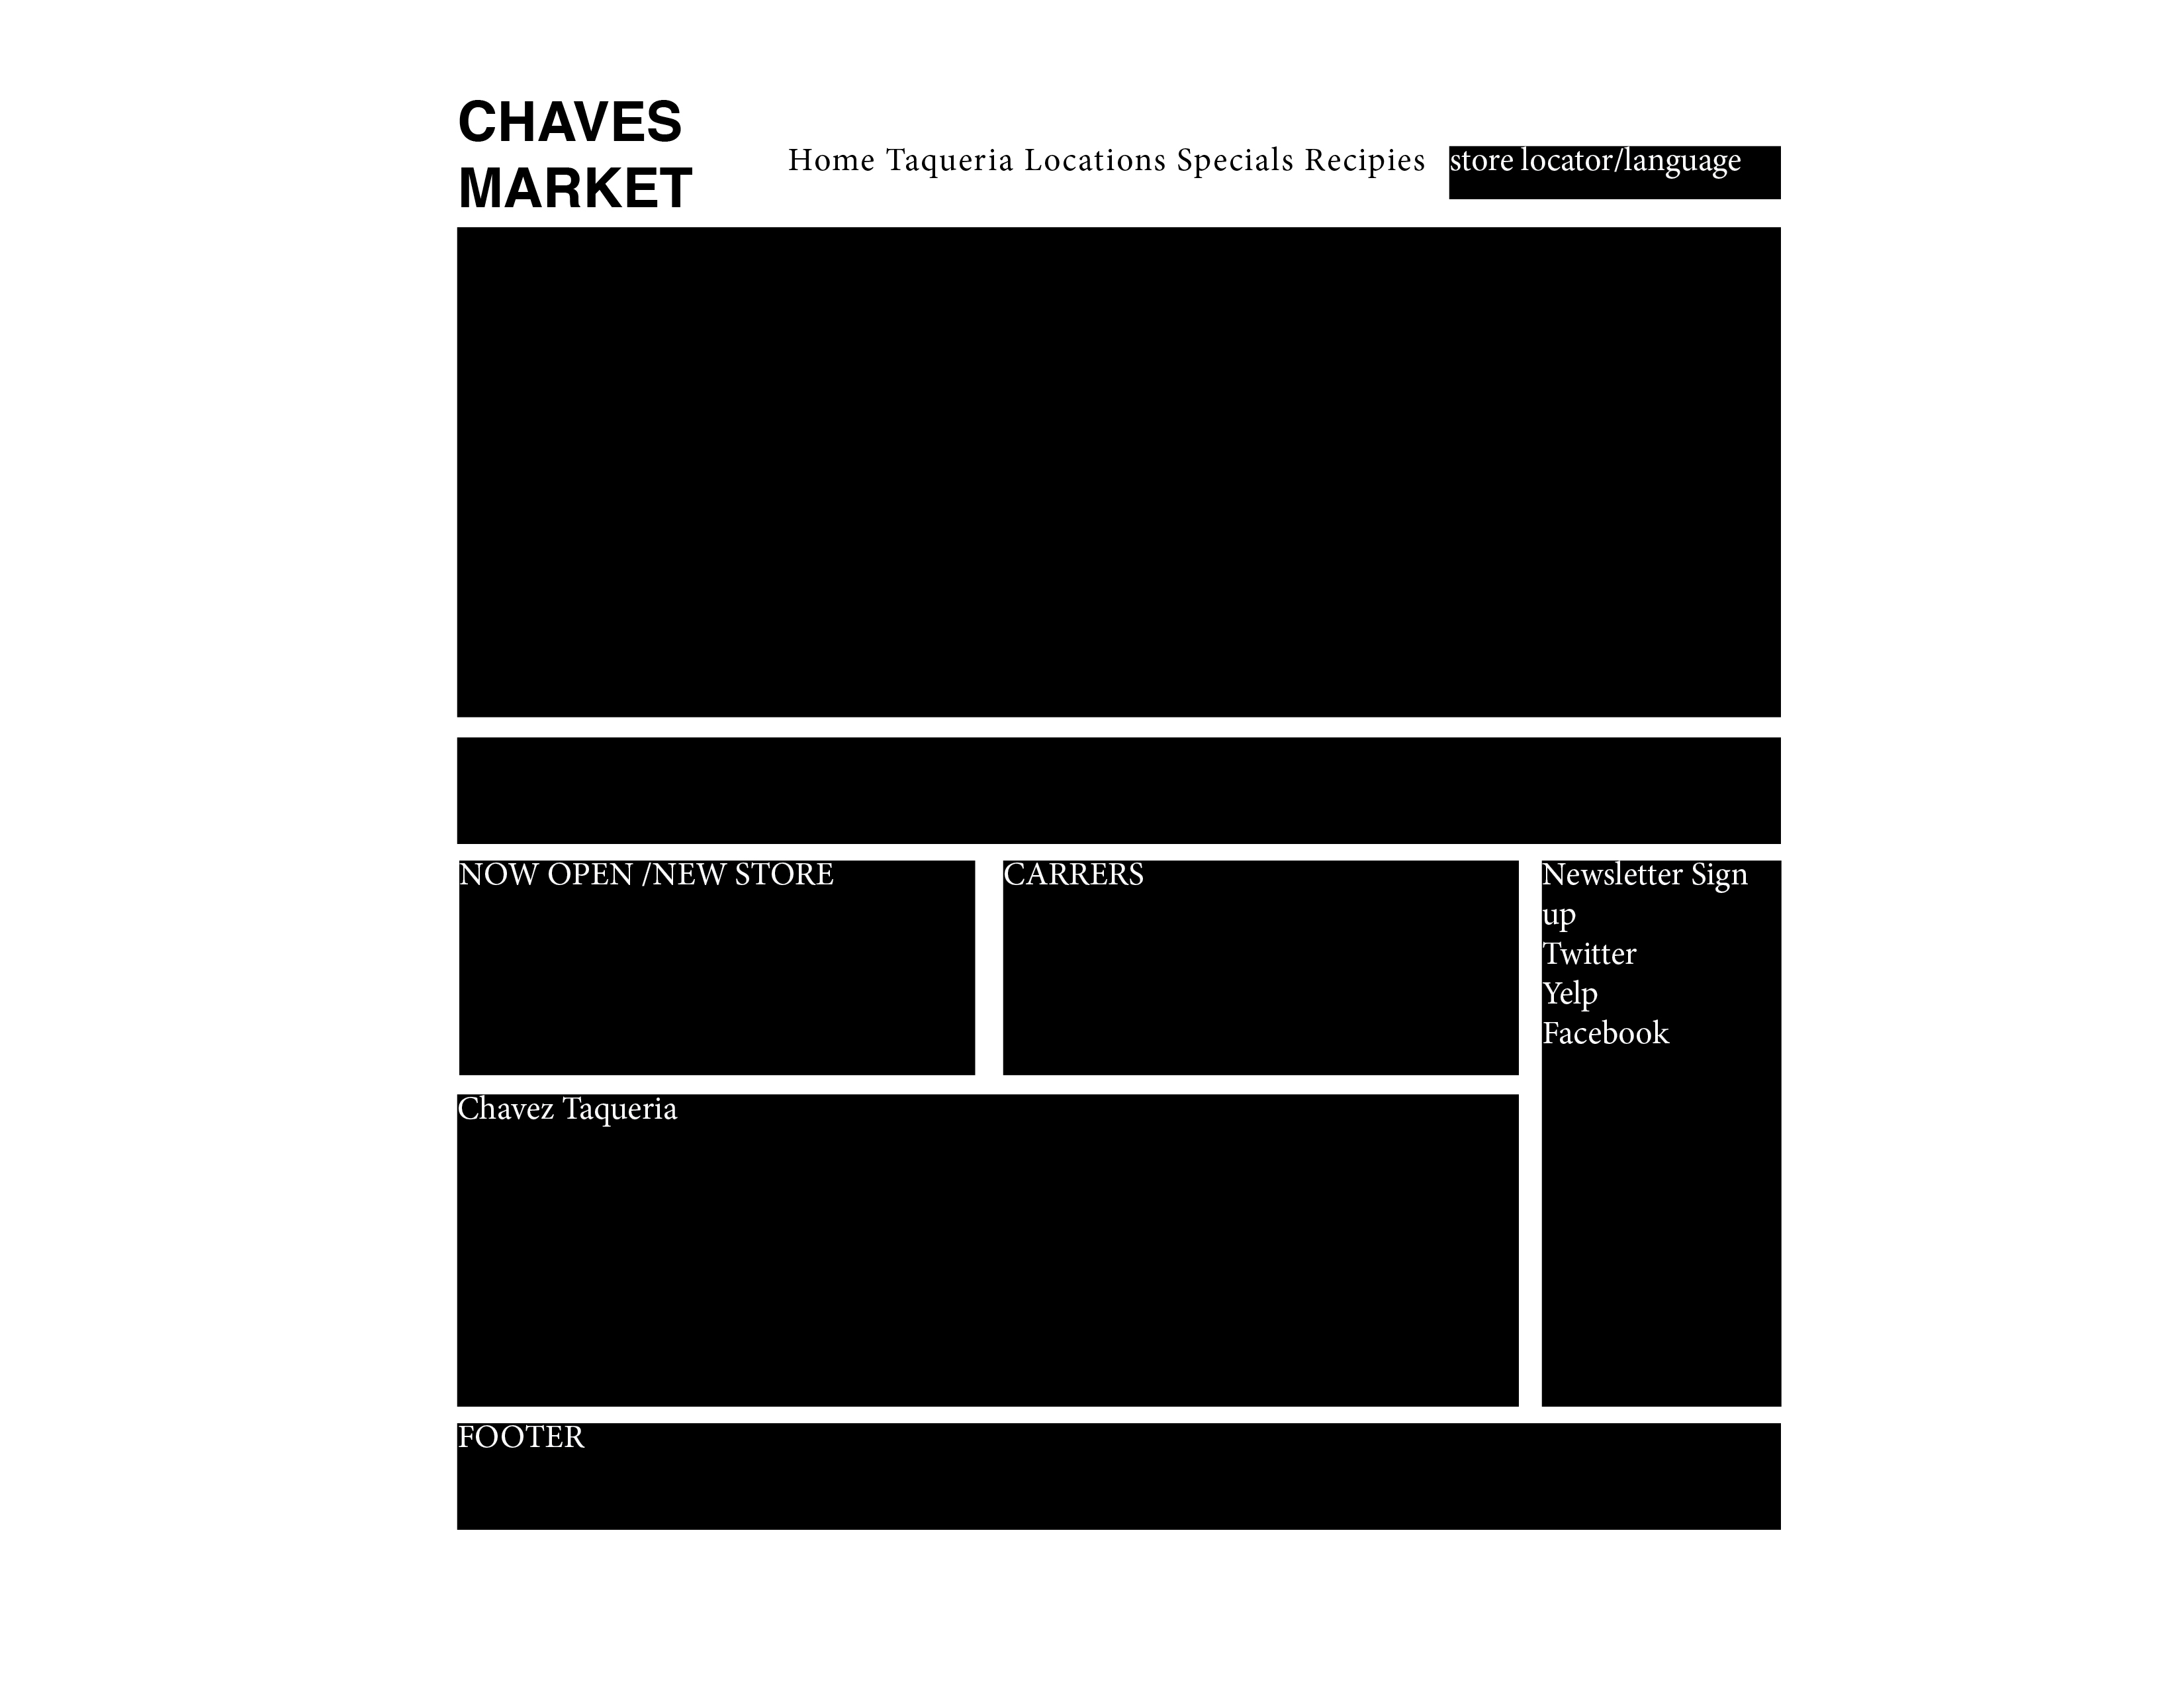 CHAVES
MARKET
Home Taqueria Locations Specials Recipies
store locator/language
NOW OPEN /NEW STORE
CARRERS
Newsletter Sign
up
Twitter
Yelp
Facebook
Chavez Taqueria
FOOTER